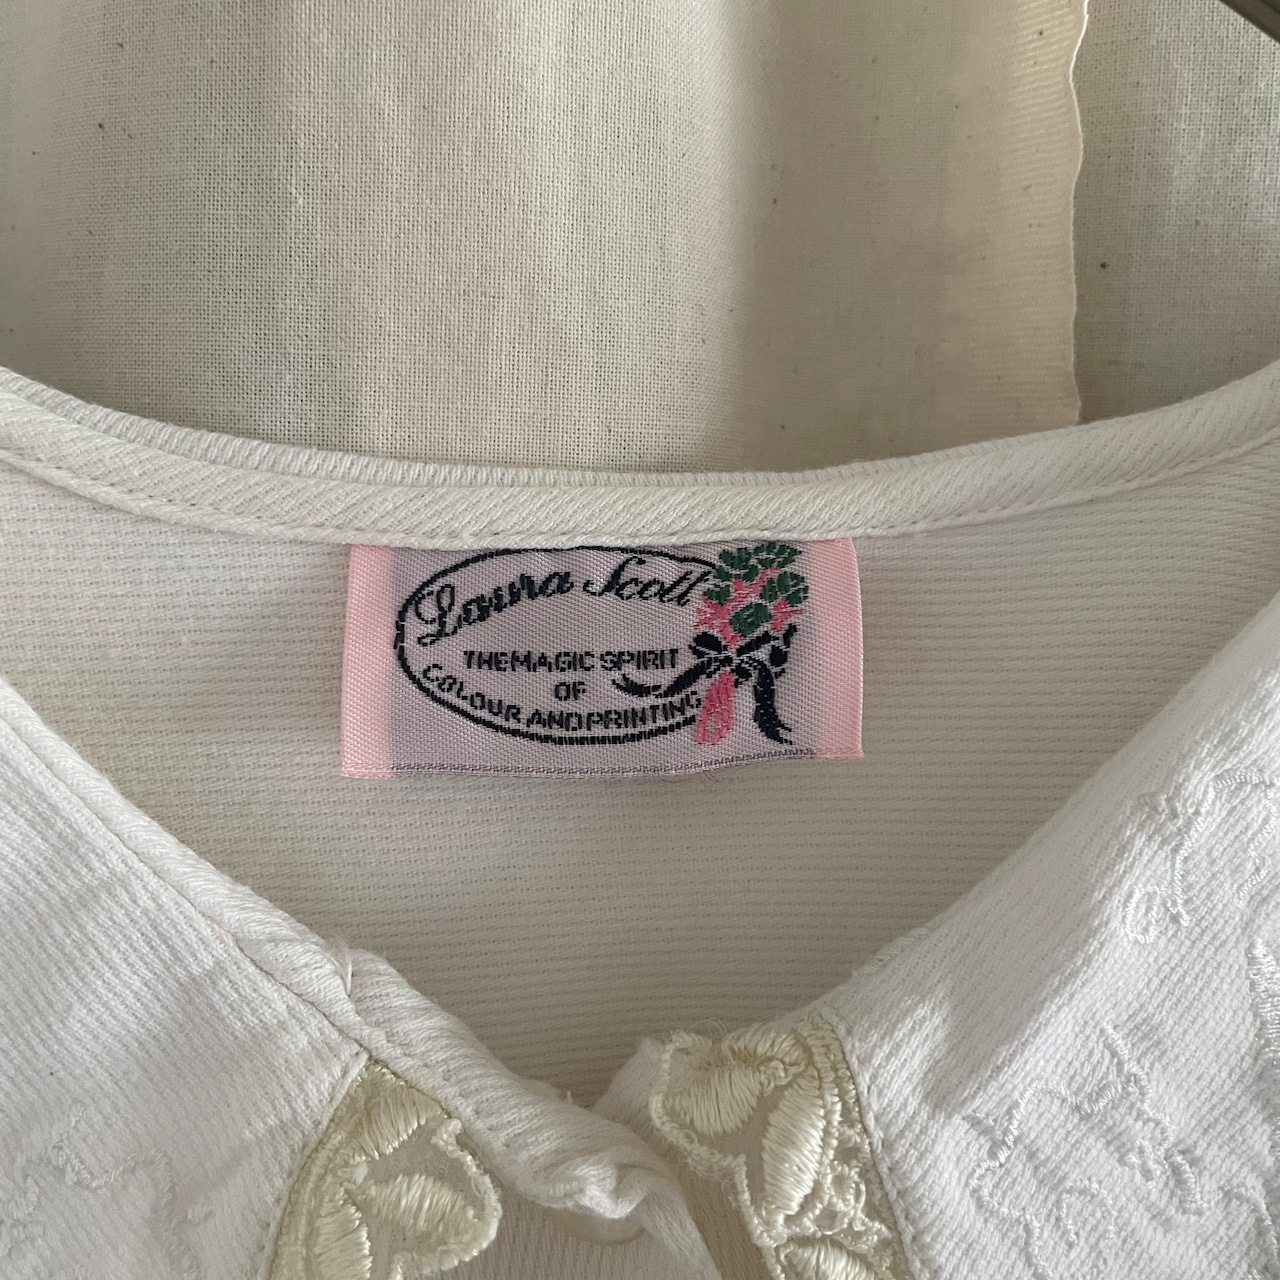 Laura Scott
THE MAGIC SPIRIT
OF
COLOUR AND PRINTING